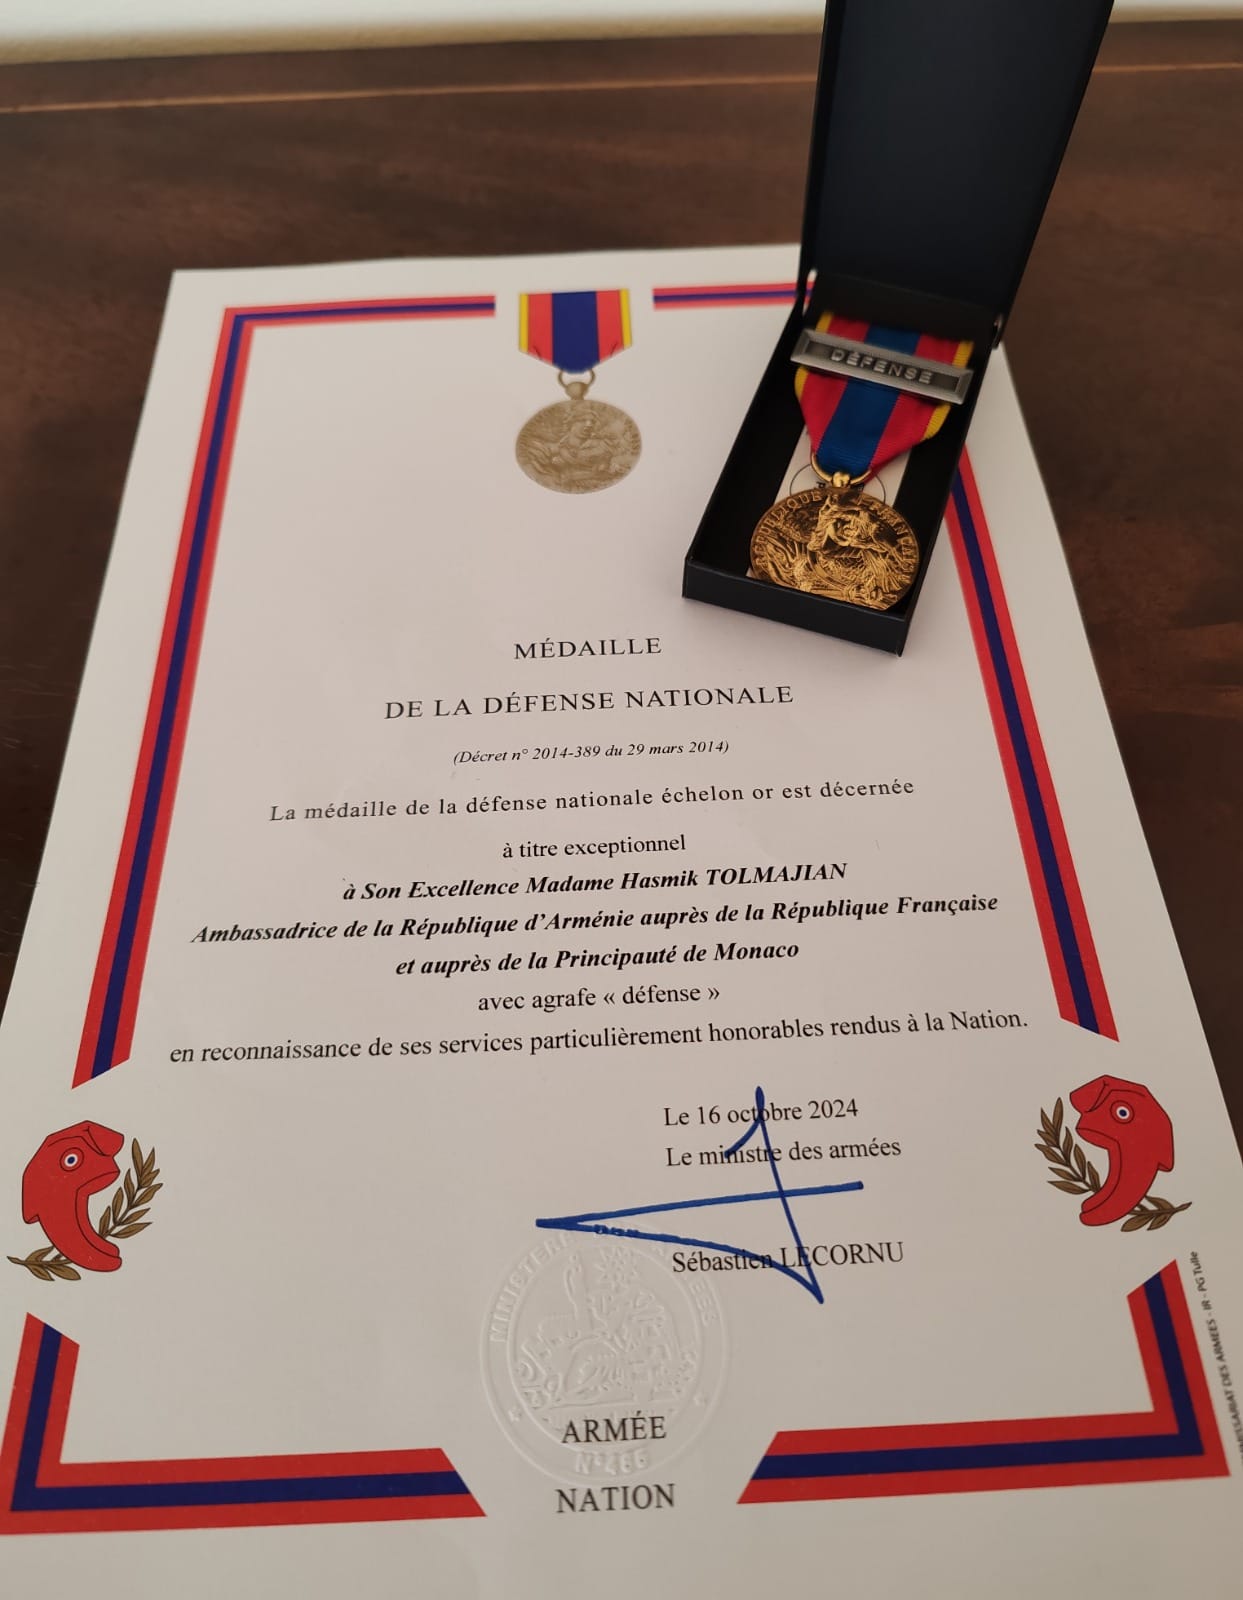 DÉFENSE
RÉPUBLIQUE FRANÇAISE
MÉDAILLE
DE LA DÉFENSE NATIONALE
(Décret n° 2014-389 du 29 mars 2014)
La médaille de la défense nationale échelon or est décernée
à titre exceptionnel
à Son Excellence Madame Hasmik TOLMAJIAN
Ambassadrice de la République d'Arménie auprès de la République Française
et auprès de la Principauté de Monaco
avec agrafe « défense »
en reconnaissance de ses services particulièrement honorables rendus à la Nation.
Le 16 octobre 2024
Le ministre des armées
Sébastien LECORNU
MINISTERE
ARMÉE
N°466
NATION
DES ARMEES - IR - PG Tulle